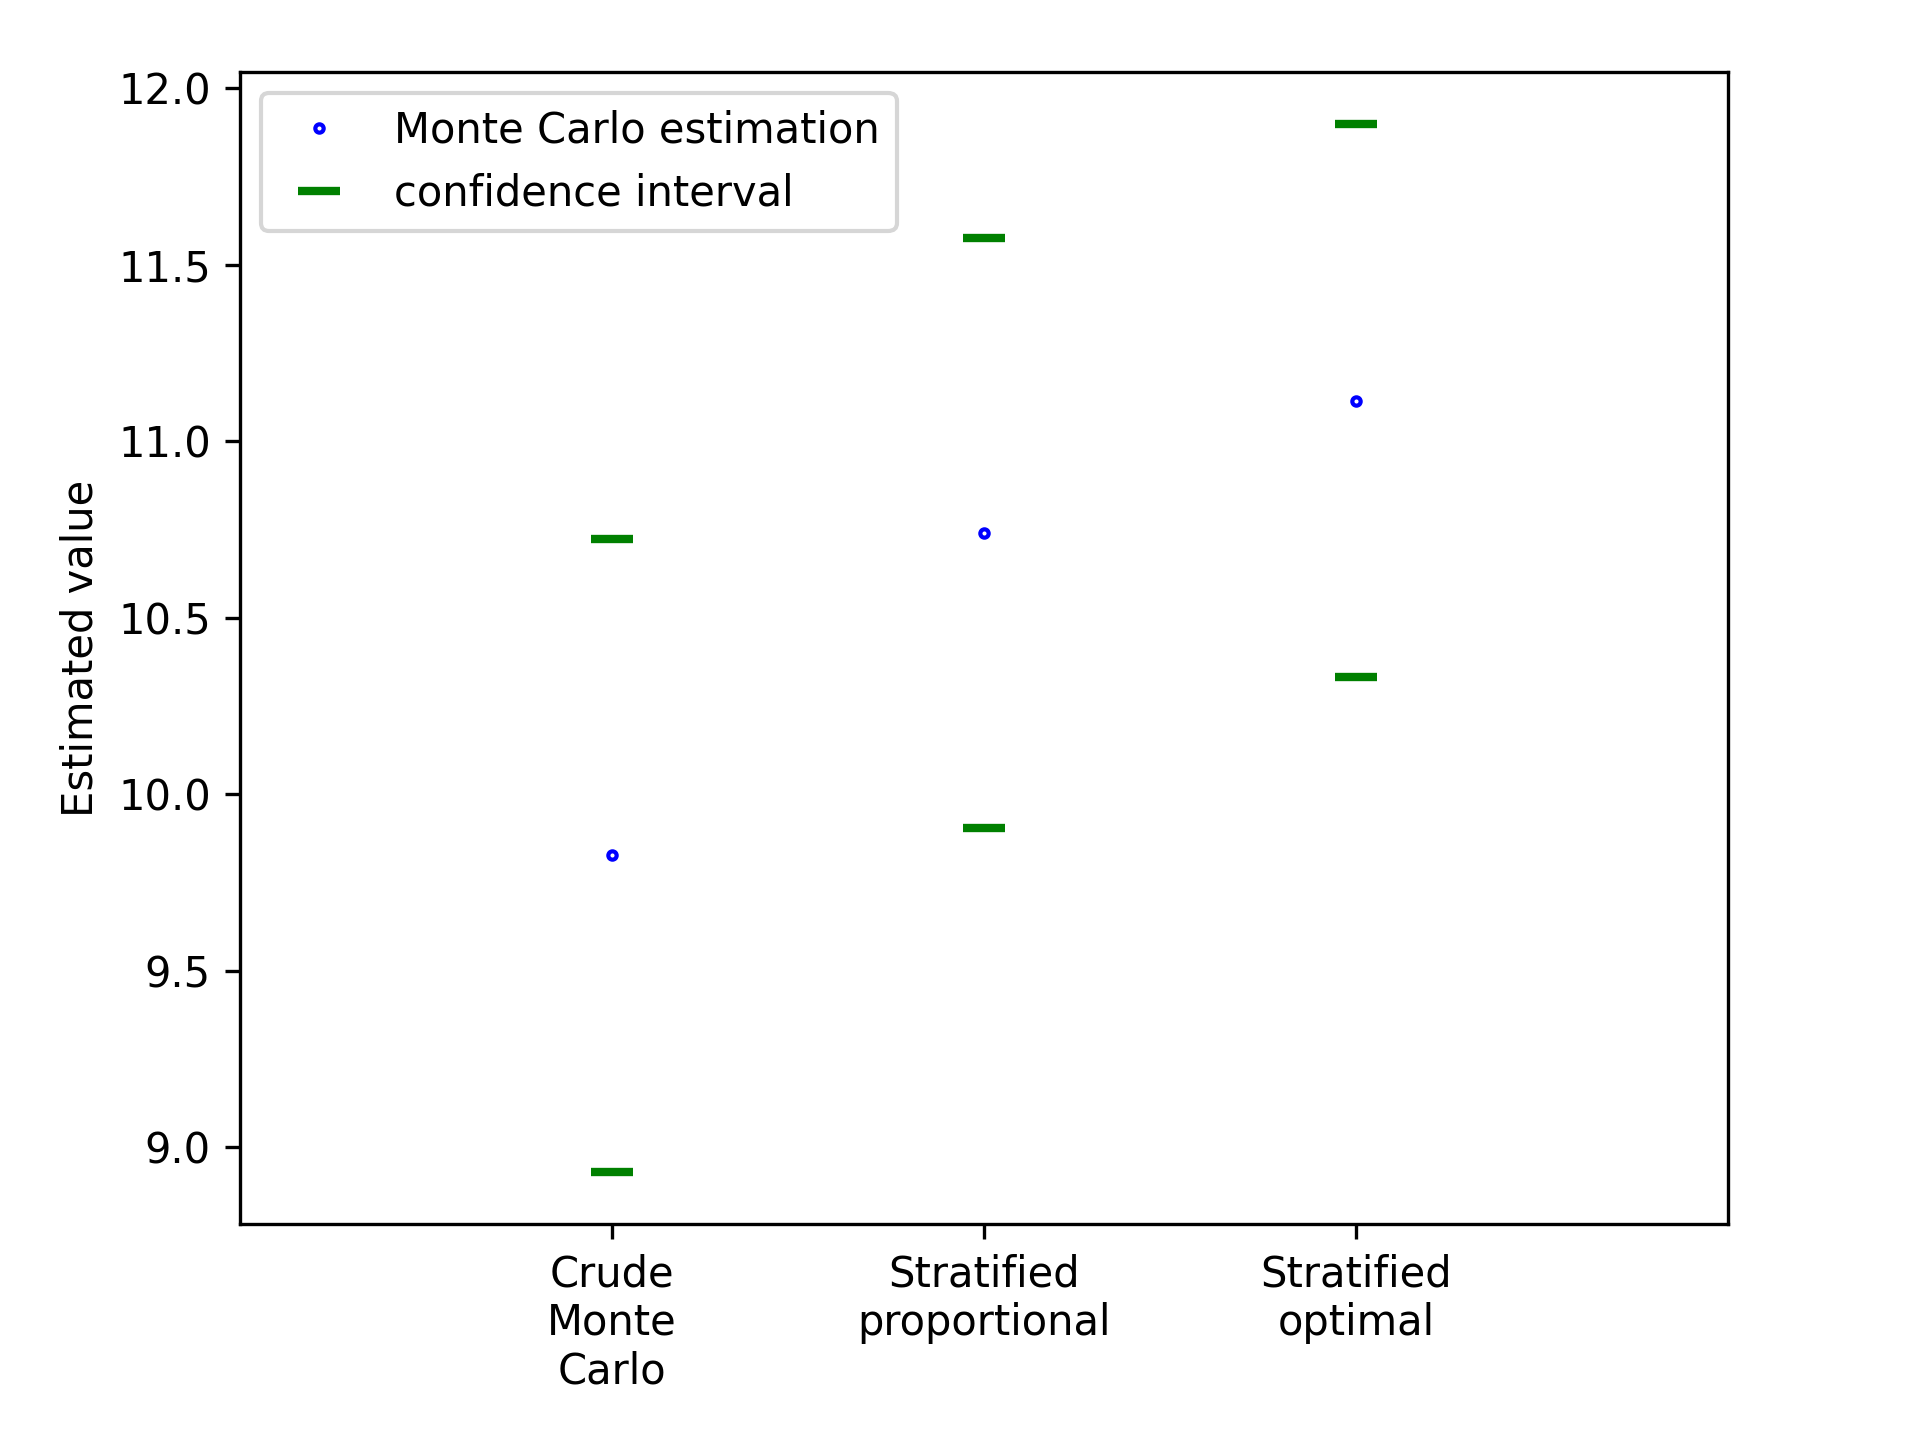 12.0
11.5
11.0
10.5
10.0
9.5
9.0
Estimated value
Monte Carlo estimation
confidence interval
Crude
Monte
Carlo
Stratified
proportional
Stratified
optimal